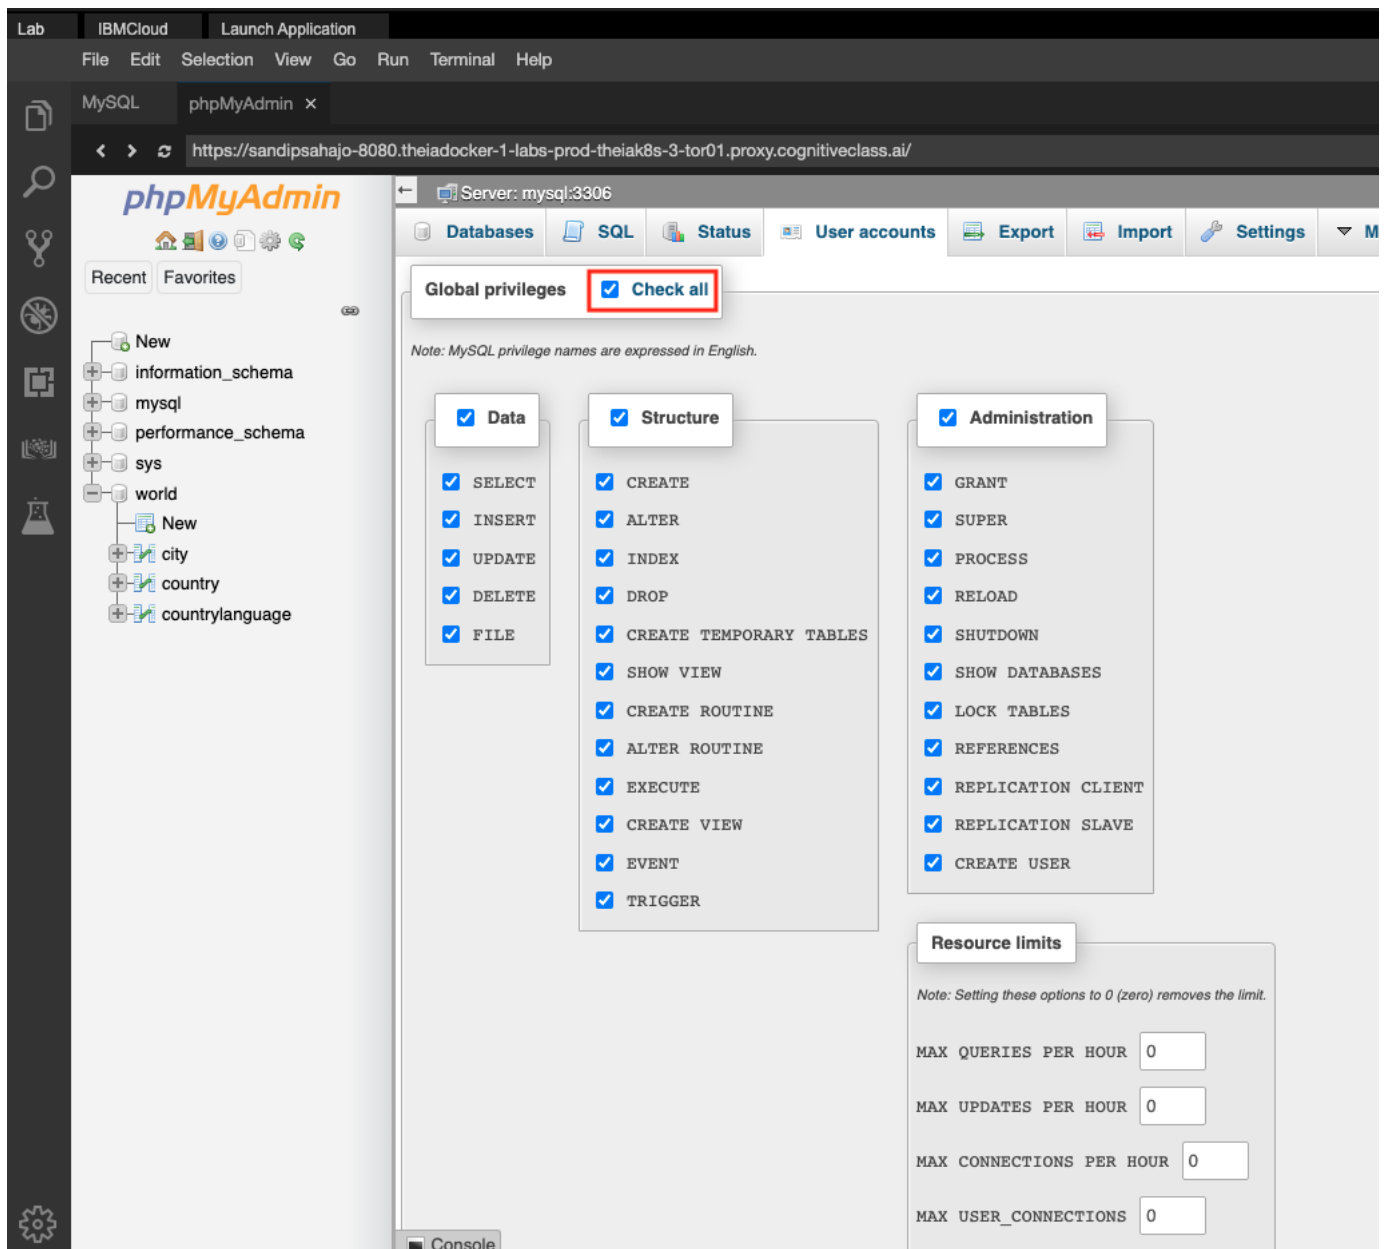 Lab IBMCloud Launch Application
File Edit Selection View Go Run Terminal Help
MySQL phpMyAdmin ×
https://sandipsahajo-8080.theiadocker-1-labs-prod-theiak8s-3-tor01.proxy.cognitiveclass.ai/
phpMyAdmin
Recent Favorites
New
information_schema
mysql
performance_schema
sys
world
New
city
country
countrylanguage
Server: mysql:3306
Databases SQL Status User accounts Export Import Settings M
Global privileges Check all
Note: MySQL privilege names are expressed in English.
Data
SELECT
INSERT
UPDATE
DELETE
FILE
Structure
CREATE
ALTER
INDEX
DROP
CREATE TEMPORARY TABLES
SHOW VIEW
CREATE ROUTINE
ALTER ROUTINE
EXECUTE
CREATE VIEW
EVENT
TRIGGER
Administration
GRANT
SUPER
PROCESS
RELOAD
SHUTDOWN
SHOW DATABASES
LOCK TABLES
REFERENCES
REPLICATION CLIENT
REPLICATION SLAVE
CREATE USER
Resource limits
Note: Setting these options to 0 (zero) removes the limit.
MAX QUERIES PER HOUR 0
MAX UPDATES PER HOUR 0
MAX CONNECTIONS PER HOUR 0
MAX USER_CONNECTIONS 0
Console